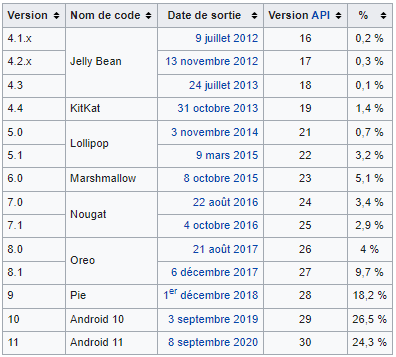 Version Nom de code Date de sortie Version API %
4.1.x Jelly Bean 9 juillet 2012 16 0,2 %
4.2.x 13 novembre 2012 17 0,3 %
4.3 24 juillet 2013 18 0,1 %
4.4 KitKat 31 octobre 2013 19 1,4 %
5.0 Lollipop 3 novembre 2014 21 0,7 %
5.1 9 mars 2015 22 3,2 %
6.0 Marshmallow 8 octobre 2015 23 5,1 %
7.0 Nougat 22 août 2016 24 3,4 %
7.1 4 octobre 2016 25 2,9 %
8.0 Oreo 21 août 2017 26 4 %
8.1 6 décembre 2017 27 9,7 %
9 Pie 1er décembre 2018 28 18,2 %
10 Android 10 3 septembre 2019 29 26,5 %
11 Android 11 8 septembre 2020 30 24,3 %